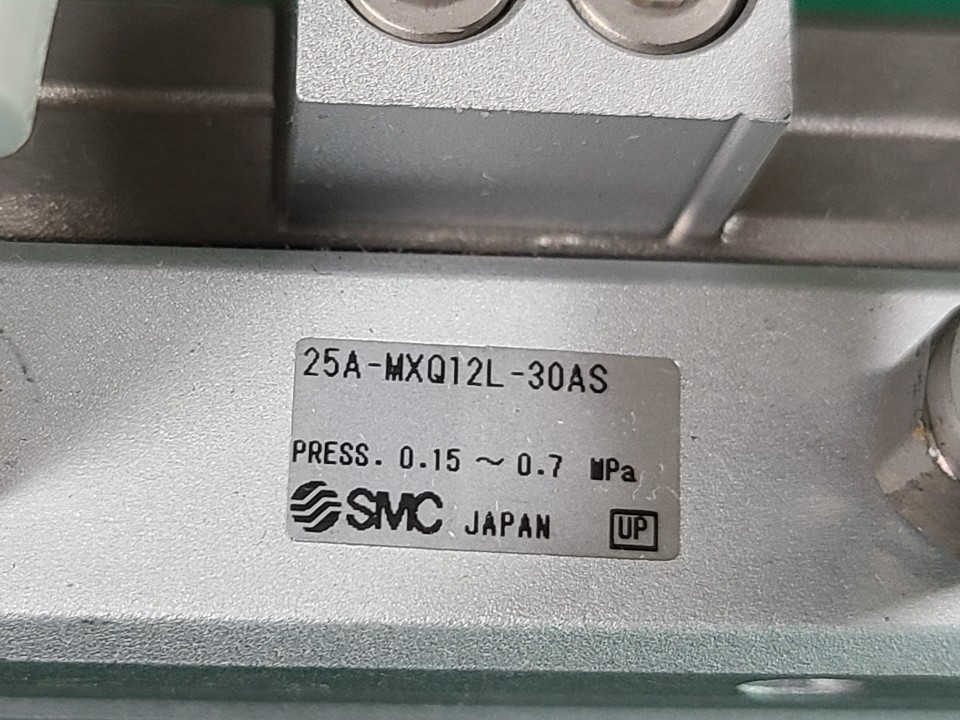 25A-MXQ12L-30AS
PRESS. 0.15 ~ 0.7 MPa
SMC JAPAN UP